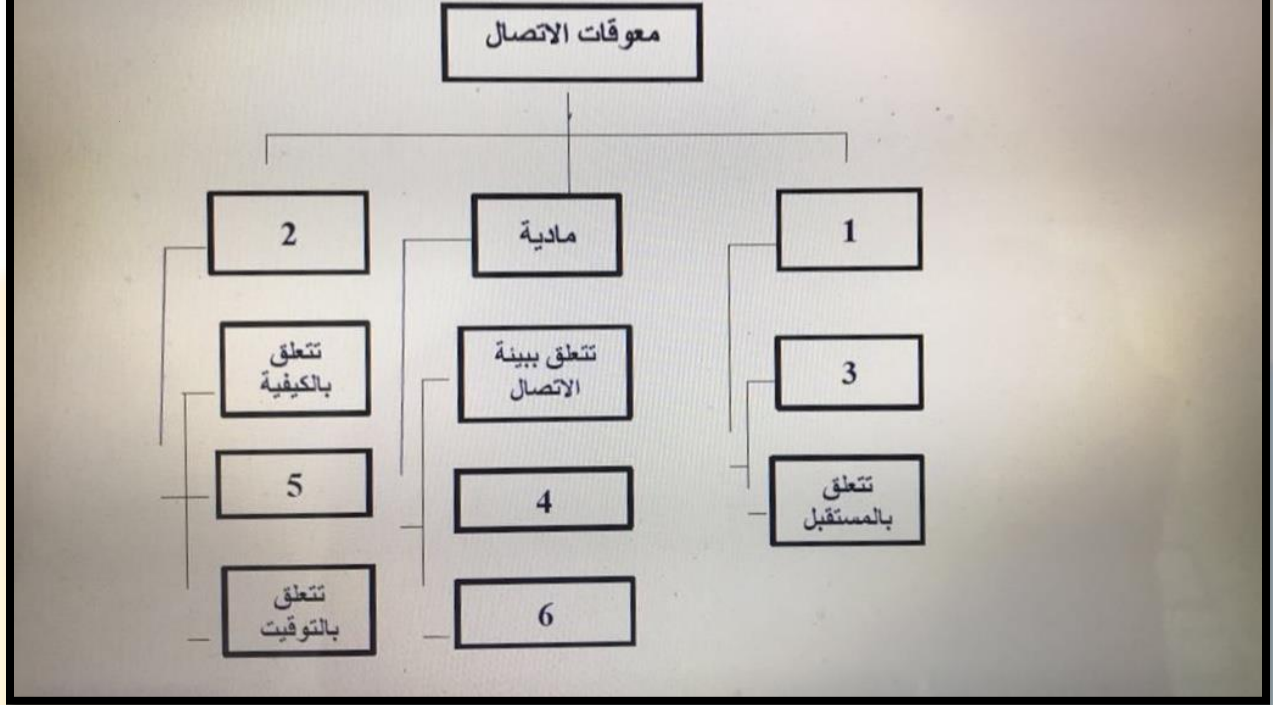 معوقات الاتصال
1
مادية
2
3
تتعلق ببيئة
الاتصال
تتعلق
بالكيفية
تتعلق
بالمستقبل
4
5
6
تتعلق
بالتوقيت